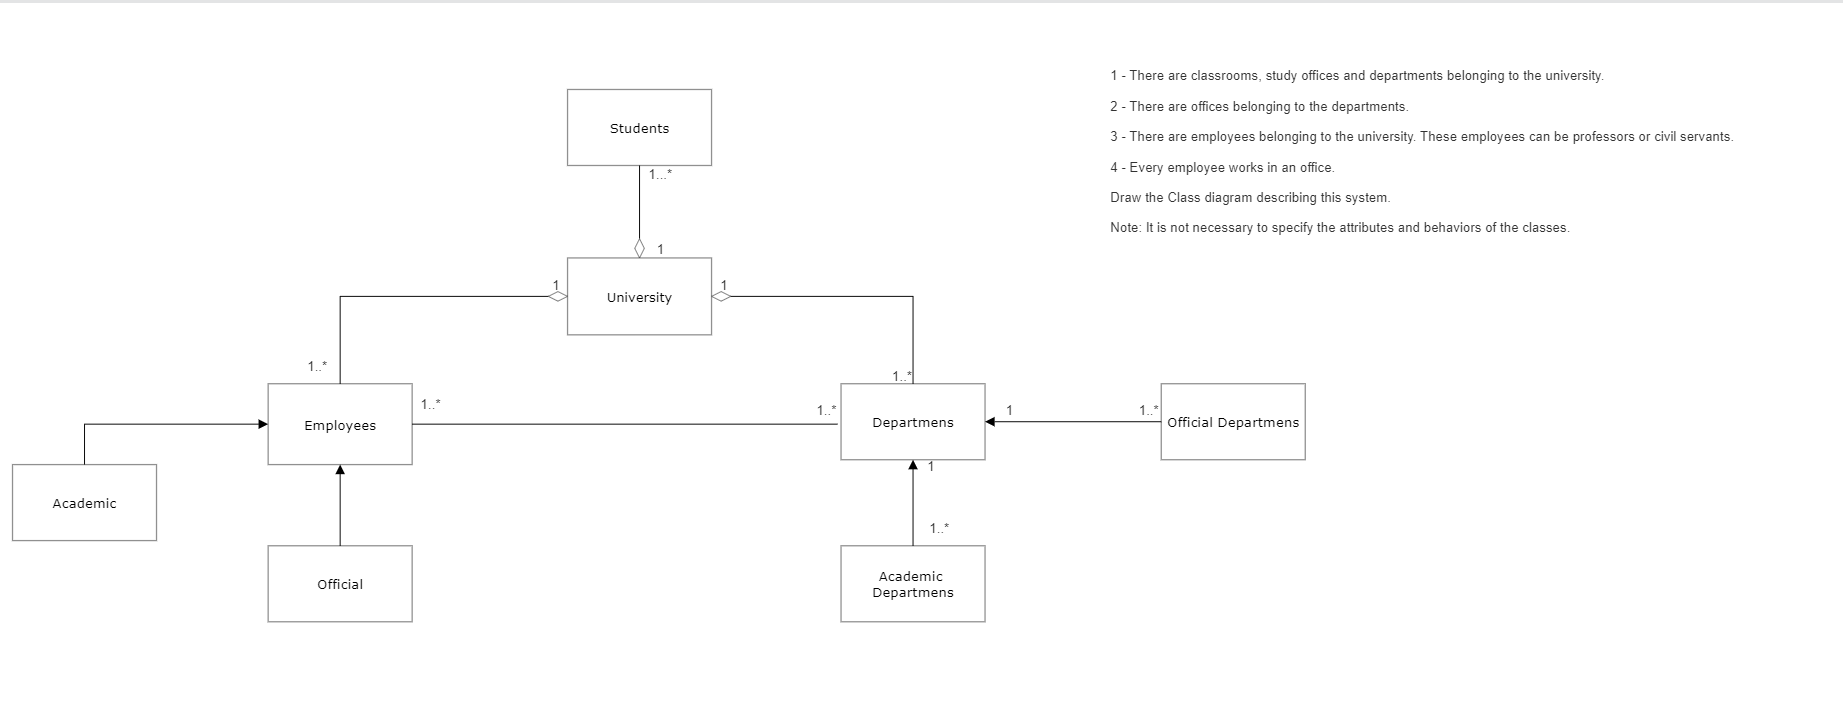 1 - There are classrooms, study offices and departments belonging to the university.
2 - There are offices belonging to the departments.
3 - There are employees belonging to the university. These employees can be professors or civil servants.
4 - Every employee works in an office.
Draw the Class diagram describing this system.
Note: It is not necessary to specify the attributes and behaviors of the classes.
Students
1...*
1
1
University
1
1..*
1..*
Employees
1..*
1..*
Departmens
1
1..*
Official Departmens
1
Academic
1..*
Official
Academic
Departmens